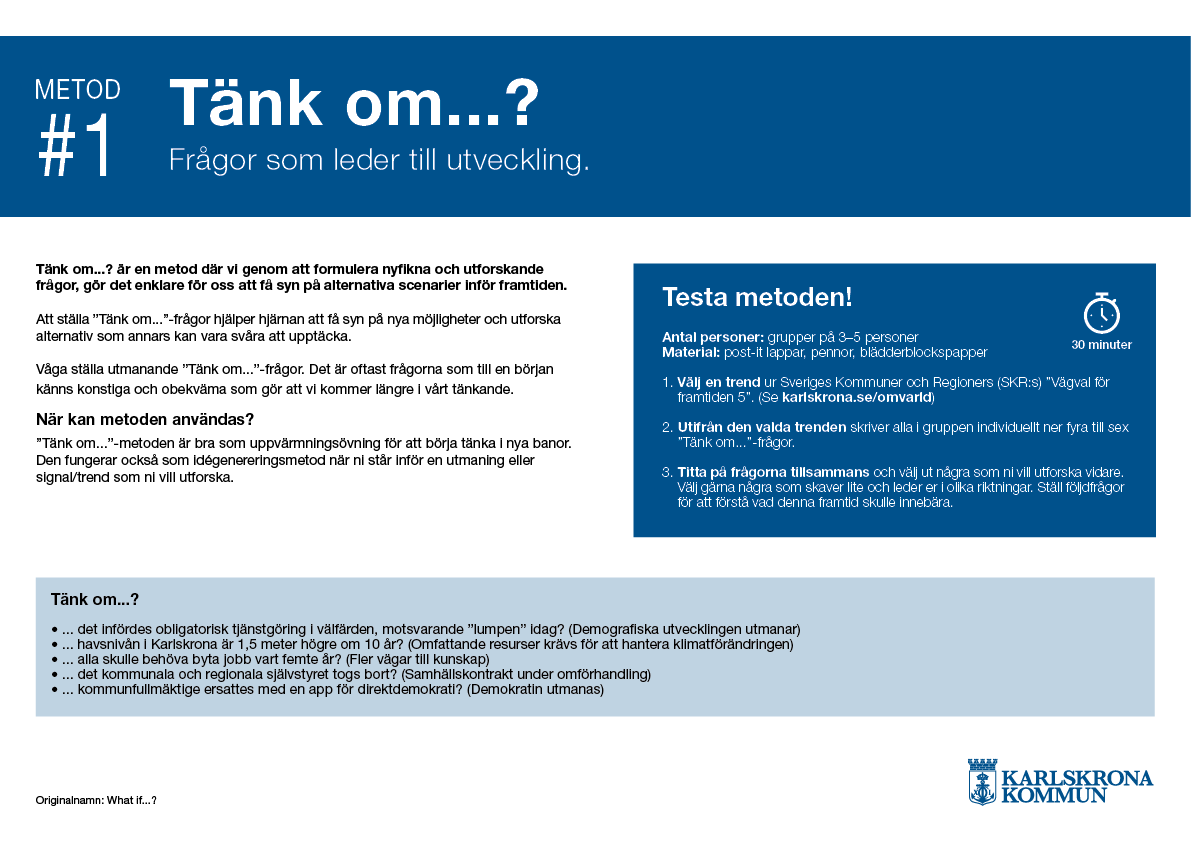 METOD
#1
Tänk om...?
Frågor som leder till utveckling.
Tänk om...? är en metod där vi genom att formulera nyfikna och utforskande
frågor, gör det enklare för oss att få syn på alternativa scenarier inför framtiden.
Att ställa ”Tänk om...”-frågor hjälper hjärnan att få syn på nya möjligheter och utforska
alternativ som annars kan vara svåra att upptäcka.
Våga ställa utmanande ”Tänk om...”-frågor. Det är oftast frågorna som till en början
känns konstiga och obekväma som gör att vi kommer längre i vårt tänkande.
När kan metoden användas?
”Tänk om...”-metoden är bra som uppvärmningsövning för att börja tänka i nya banor.
Den fungerar också som idégenereringsmetod när ni står inför en utmaning eller
signal/trend som ni vill utforska.
Testa metoden!
30 minuter
Antal personer: grupper på 3–5 personer
Material: post-it lappar, pennor, blädderblockspapper
1. Välj en trend ur Sveriges Kommuner och Regioners (SKR:s) ”Vägval för
framtiden 5”. (Se karlskrona.se/omvarld)
2. Utifrån den valda trenden skriver alla i gruppen individuellt ner fyra till sex
”Tänk om...”-frågor.
3. Titta på frågorna tillsammans och välj ut några som ni vill utforska vidare.
Välj gärna några som skaver lite och leder er i olika riktningar. Ställ följdfrågor
för att förstå vad denna framtid skulle innebära.
Tänk om...?
• ... det infördes obligatorisk tjänstgöring i välfärden, motsvarande ”lumpen” idag? (Demografiska utvecklingen utmanar)
• ... havsnivån i Karlskrona är 1,5 meter högre om 10 år? (Omfattande resurser krävs för att hantera klimatförändringen)
• ... alla skulle behöva byta jobb vart femte år? (Fler vägar till kunskap)
• ... det kommunala och regionala självstyret togs bort? (Samhällskontrakt under omförhandling)
• ... kommunfullmäktige ersattes med en app för direktdemokrati? (Demokratin utmanas)
Originalnamn: What if...?
KARLSKRONA
KOMMUN